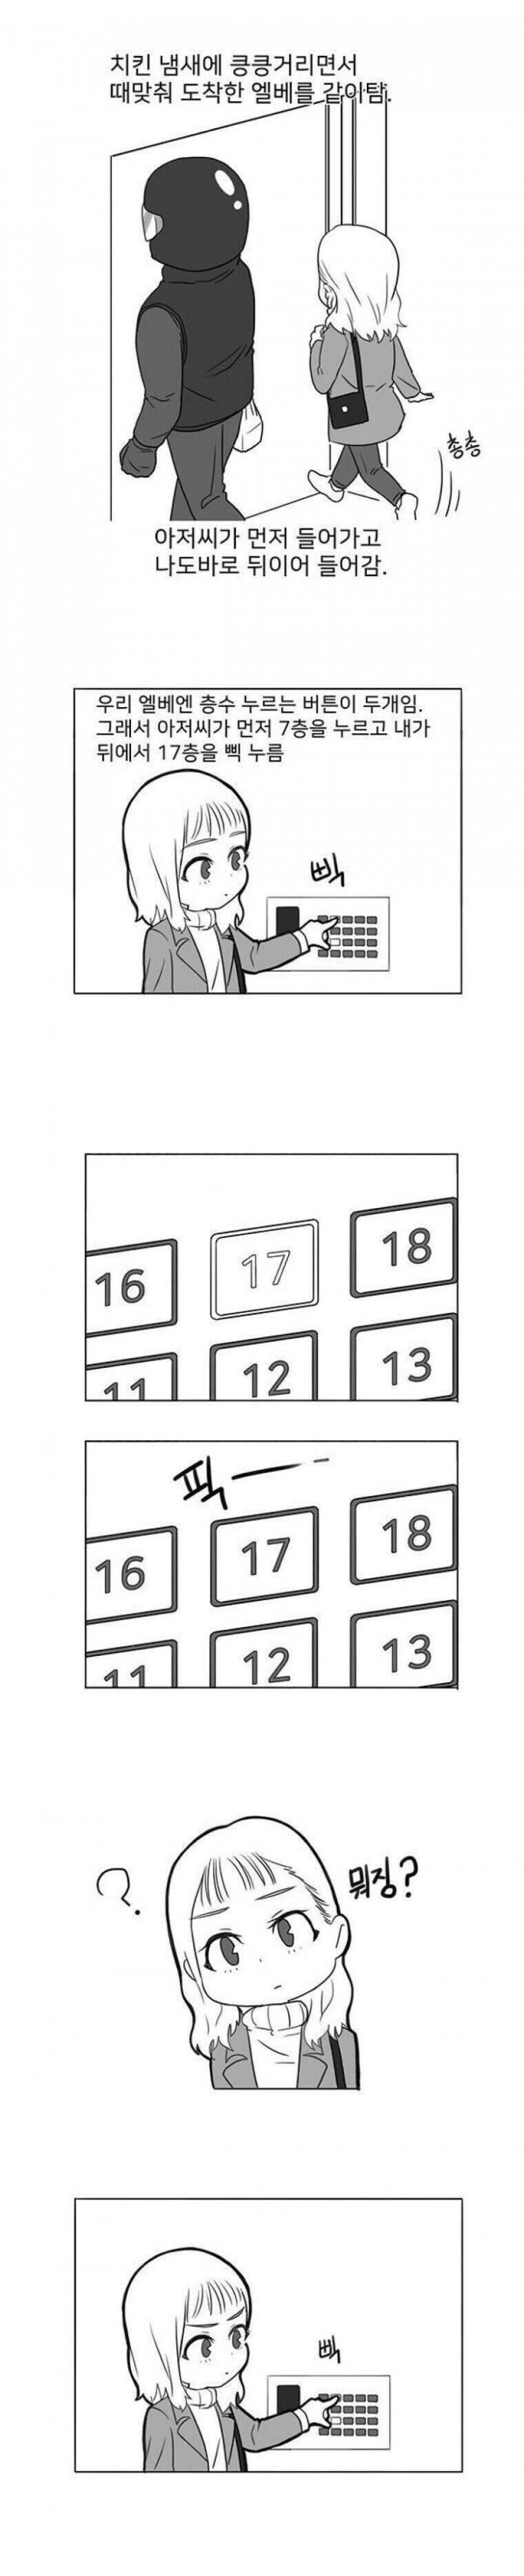 치킨 냄새에 킁킁거리면서
때맞춰 도착한 엘베를 같이탐.
총총
아저씨가 먼저 들어가고
나도바로 뒤이어 들어감.
우리 엘베엔 층수 누르는 버튼이 두개임.
그래서 아저씨가 먼저 7층을 누르고 내가
뒤에서 17층을 삑 누름
삑
16 17 18
11 12 13
픽
16 17 18
11 12 13
?. 뭐징?
삑